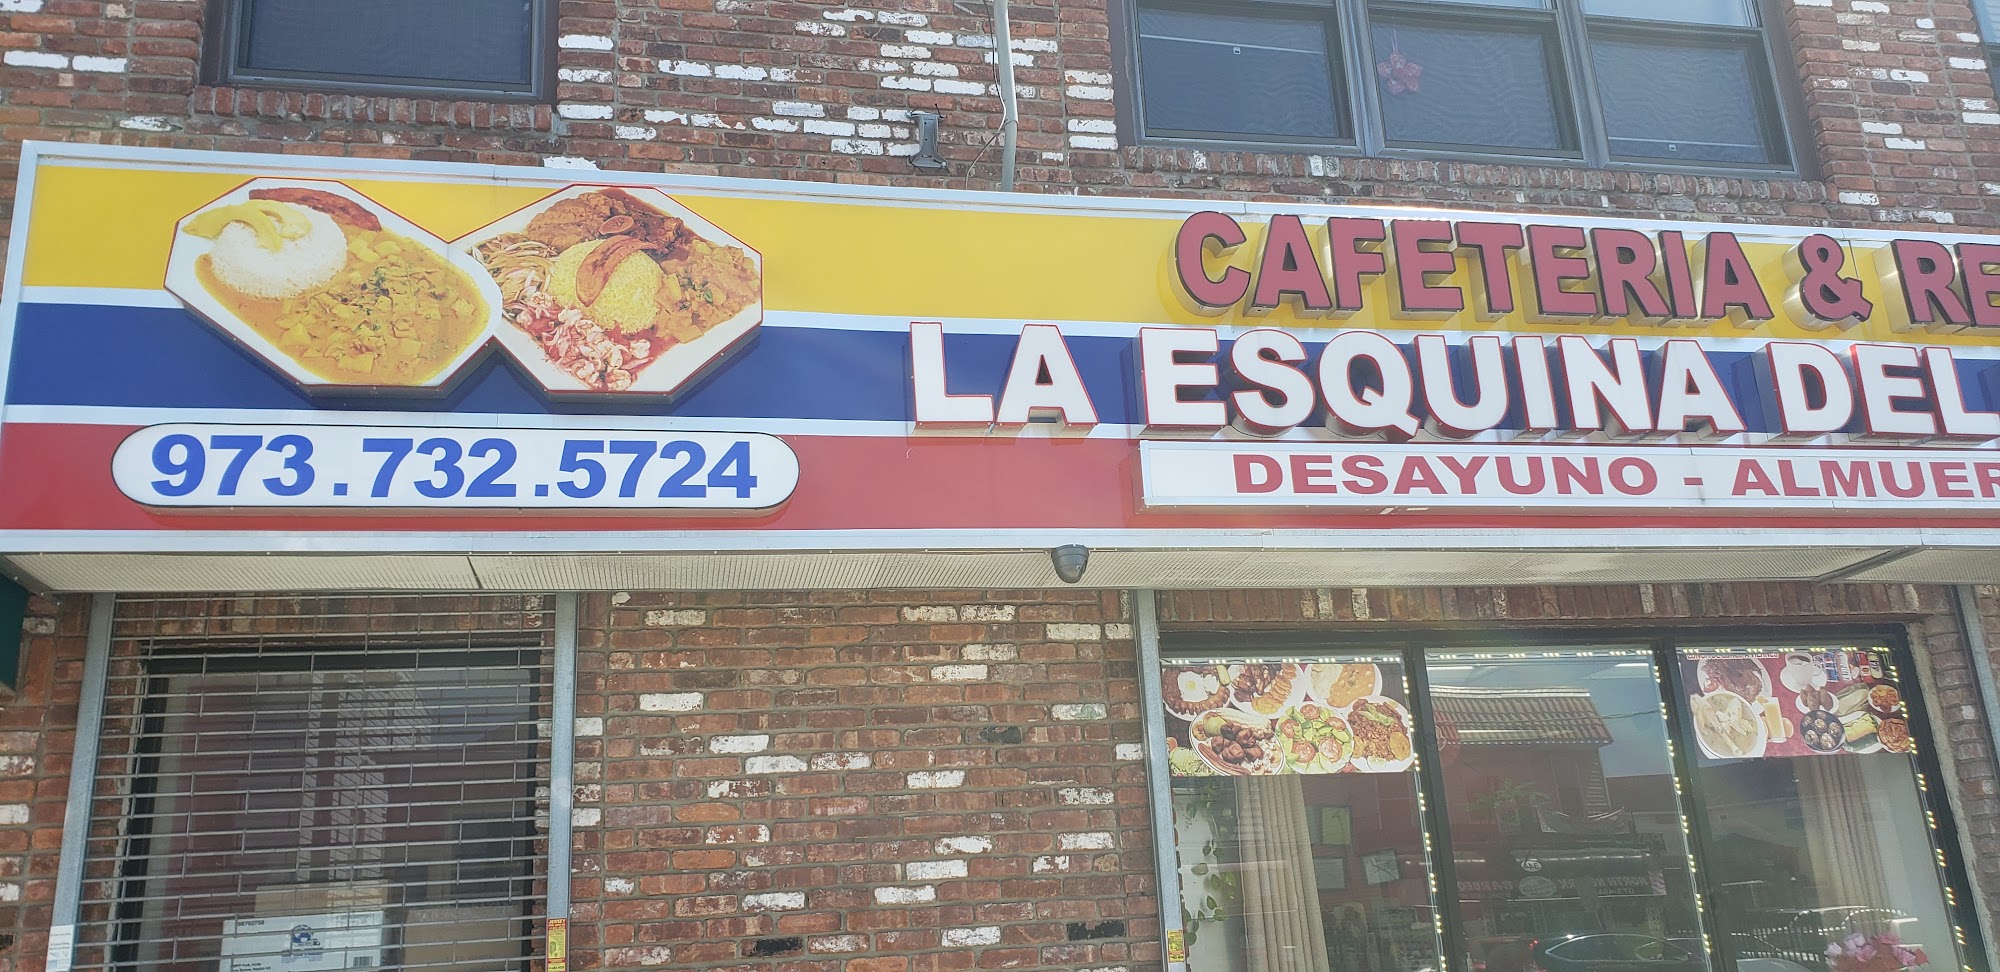 CAFETERIA & RE
LA ESQUINA DEL
973.732.5724
DESAYUNO - ALMUER